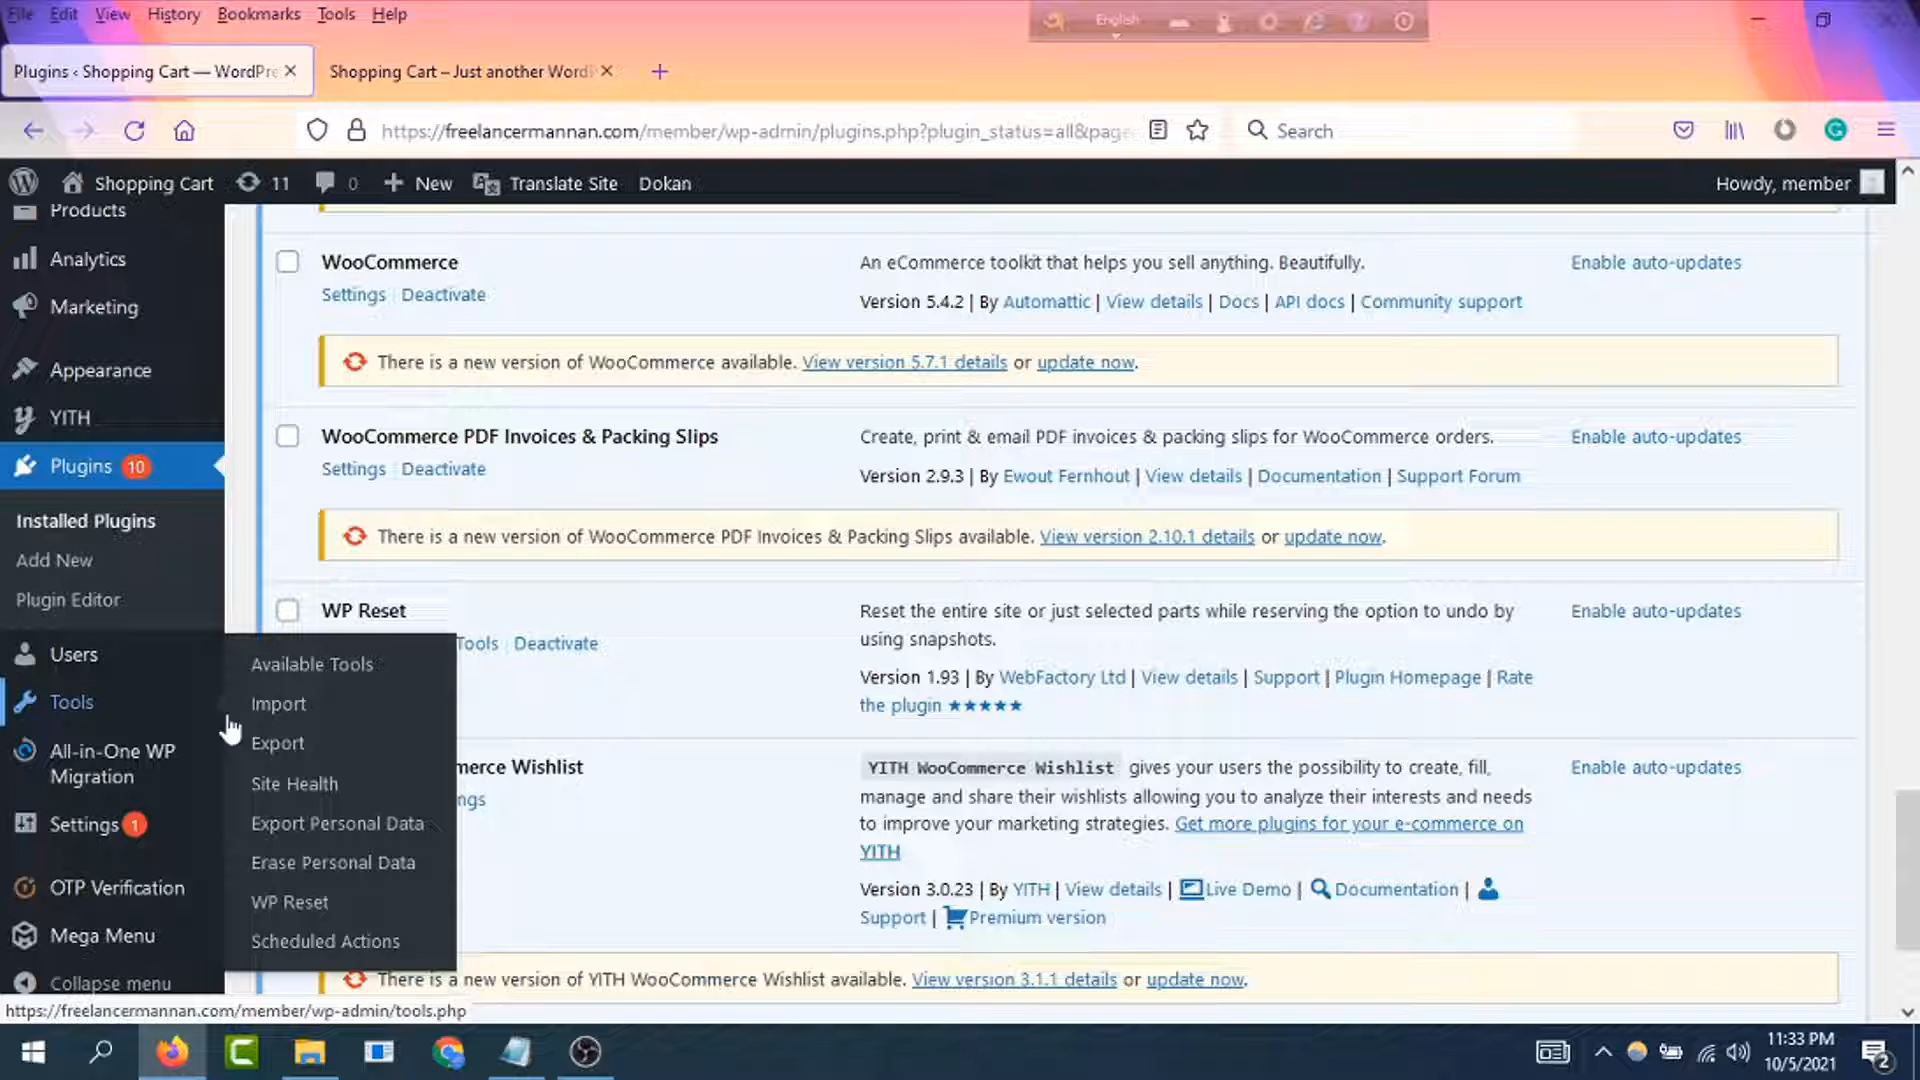 File Edit View History Bookmarks Tools Help
English
Plugins ‹ Shopping Cart — WordPre
Shopping Cart – Just another Word
https://freelancermannan.com/member/wp-admin/plugins.php?plugin_status=all&page
Search
Shopping Cart 11 0 New Translate Site Dokan Howdy, member
Products
Analytics
Marketing
Appearance
YITH
Plugins 10
Installed Plugins
Add New
Plugin Editor
Users
Tools
All-in-One WP
Migration
Settings 1
OTP Verification
Mega Menu
Collapse menu
Available Tools
Import
Export
Site Health
Export Personal Data
Erase Personal Data
WP Reset
Scheduled Actions
WooCommerce
Settings | Deactivate
An eCommerce toolkit that helps you sell anything. Beautifully.
Version 5.4.2 | By Automattic | View details | Docs | API docs | Community support
Enable auto-updates
There is a new version of WooCommerce available. View version 5.7.1 details or update now.
WooCommerce PDF Invoices & Packing Slips
Settings | Deactivate
Create, print & email PDF invoices & packing slips for WooCommerce orders.
Version 2.9.3 | By Ewout Fernhout | View details | Documentation | Support Forum
Enable auto-updates
There is a new version of WooCommerce PDF Invoices & Packing Slips available. View version 2.10.1 details or update now.
WP Reset
Tools | Deactivate
Reset the entire site or just selected parts while reserving the option to undo by
using snapshots.
Version 1.93 | By WebFactory Ltd | View details | Support | Plugin Homepage | Rate
the plugin ★★★★★
Enable auto-updates
merce Wishlist
ngs
YITH WooCommerce Wishlist gives your users the possibility to create, fill,
manage and share their wishlists allowing you to analyze their interests and needs
to improve your marketing strategies. Get more plugins for your e-commerce on
YITH
Version 3.0.23 | By YITH | View details | Live Demo | Documentation |
Support | Premium version
Enable auto-updates
There is a new version of YITH WooCommerce Wishlist available. View version 3.1.1 details or update now.
https://freelancermannan.com/member/wp-admin/tools.php
11:33 PM
10/5/2021
2